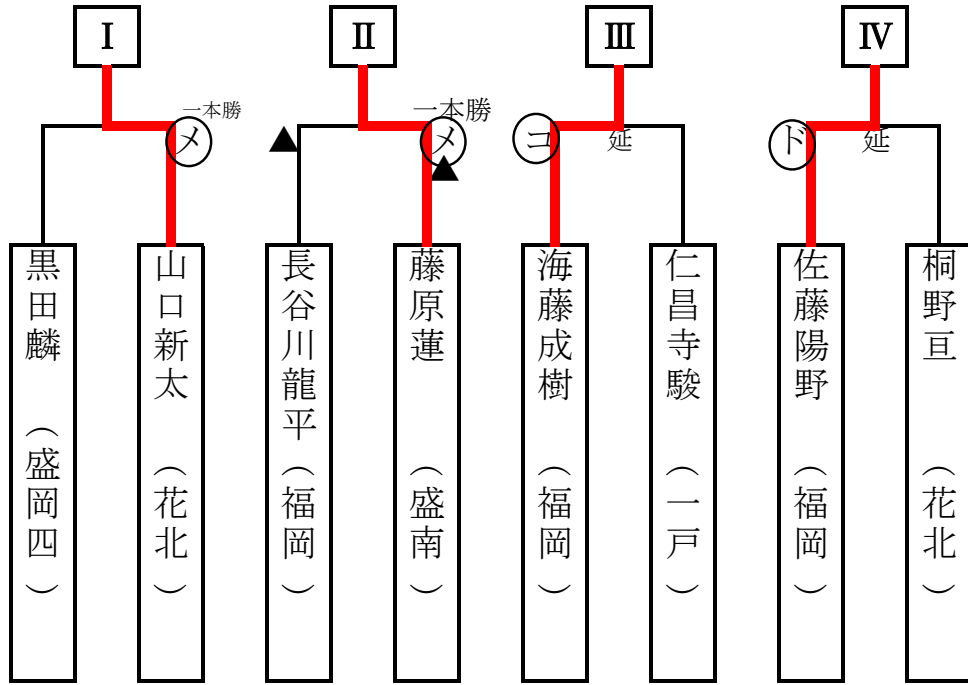 Ⅰ
Ⅱ
Ⅲ
Ⅳ
一本勝
メ
▲
一本勝
メ
▲
コ
延
ド
延
黒田麟（盛岡四）
山口新太（花北）
長谷川龍平（福岡）
藤原蓮（盛南）
海藤成樹（福岡）
仁昌寺駿（一戸）
佐藤陽野（福岡）
桐野亘（花北）